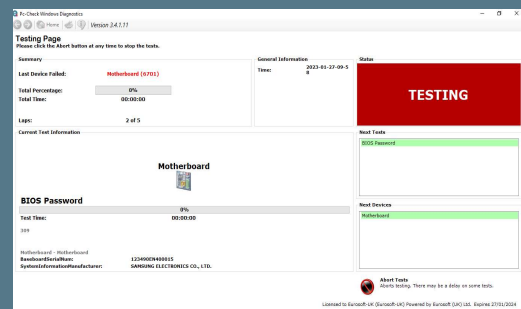 Pc-Check Windows Diagnostics
Home
Version 3.4.1.11
Testing Page
Please click the Abort button at any time to stop the tests.
Summary
Last Device Failed: Motherboard (6701)
Total Percentage: 0%
Total Time: 00:00:00
Laps: 2 of 5
General Information
Time: 2023-01-27-09-5
8
Status
TESTING
Current Test Information
Motherboard
BIOS Password
0%
Test Time: 00:00:00
309
Motherboard - Motherboard
BaseboardSerialNum: 123490EN400015
SystemInformationManufacturer: SAMSUNG ELECTRONICS CO., LTD.
Next Tests
BIOS Password
Next Devices
Motherboard
Abort Tests
Aborts testing. There may be a delay on some tests.
Licensed to Eurosoft-UK (Eurosoft-UK) Powered by Eurosoft (UK) Ltd. Expires 27/01/2024